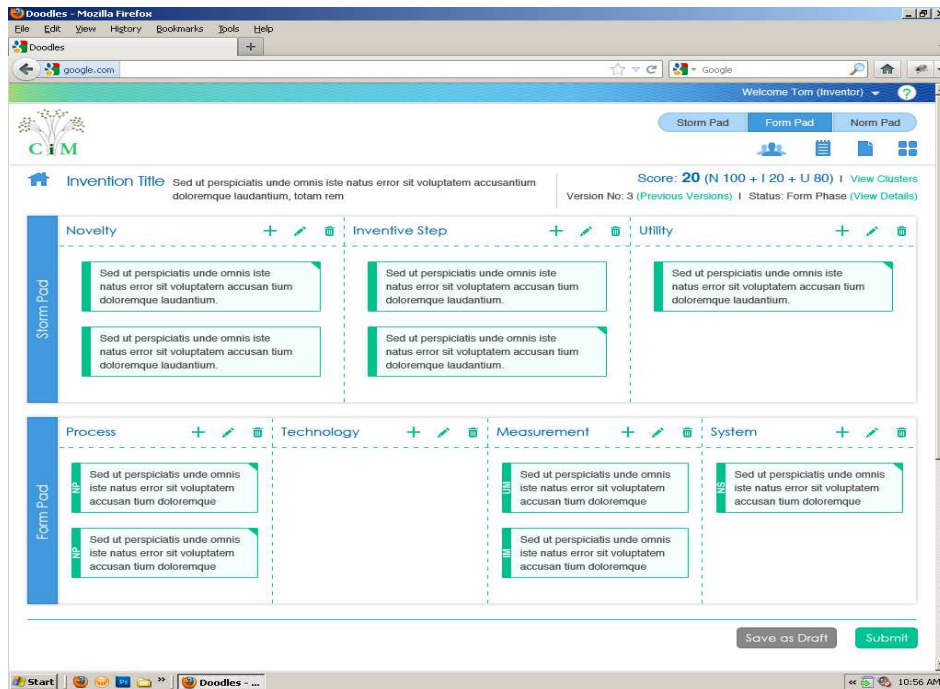 Doodles - Mozilla Firefox
File Edit View History Bookmarks Tools Help
Doodles
google.com
Google
Welcome Tom (Inventor)
?
CiM
Storm Pad Form Pad Norm Pad
Invention Title Sed ut perspiciatis unde omnis iste natus error sit voluptatem accusantium
doloremque laudantium, totam rem
Score: 20 (N 100 + I 20 + U 80) I View Clusters
Version No: 3 (Previous Versions) I Status: Form Phase (View Details)
Storm Pad
Novelty
Sed ut perspiciatis unde omnis iste
natus error sit voluptatem accusan tium
doloremque laudantium.
Sed ut perspiciatis unde omnis iste
natus error sit voluptatem accusan tium
doloremque laudantium.
Inventive Step
Sed ut perspiciatis unde omnis iste
natus error sit voluptatem accusan tium
doloremque laudantium.
Sed ut perspiciatis unde omnis iste
natus error sit voluptatem accusan tium
doloremque laudantium.
Utility
Sed ut perspiciatis unde omnis iste
natus error sit voluptatem accusan tium
doloremque laudantium.
Form Pad
Process
NP
Sed ut perspiciatis unde omnis
iste natus error sit voluptatem
accusan tium doloremque
NP
Sed ut perspiciatis unde omnis
iste natus error sit voluptatem
accusan tium doloremque
Technology
Measurement
UM
Sed ut perspiciatis unde omnis
iste natus error sit voluptatem
accusan tium doloremque
IM
Sed ut perspiciatis unde omnis
iste natus error sit voluptatem
accusan tium doloremque
System
NS
Sed ut perspiciatis unde omnis
iste natus error sit voluptatem
accusan tium doloremque
Save as Draft Submit
Start Ps » Doodles - ... « 10:56 AM